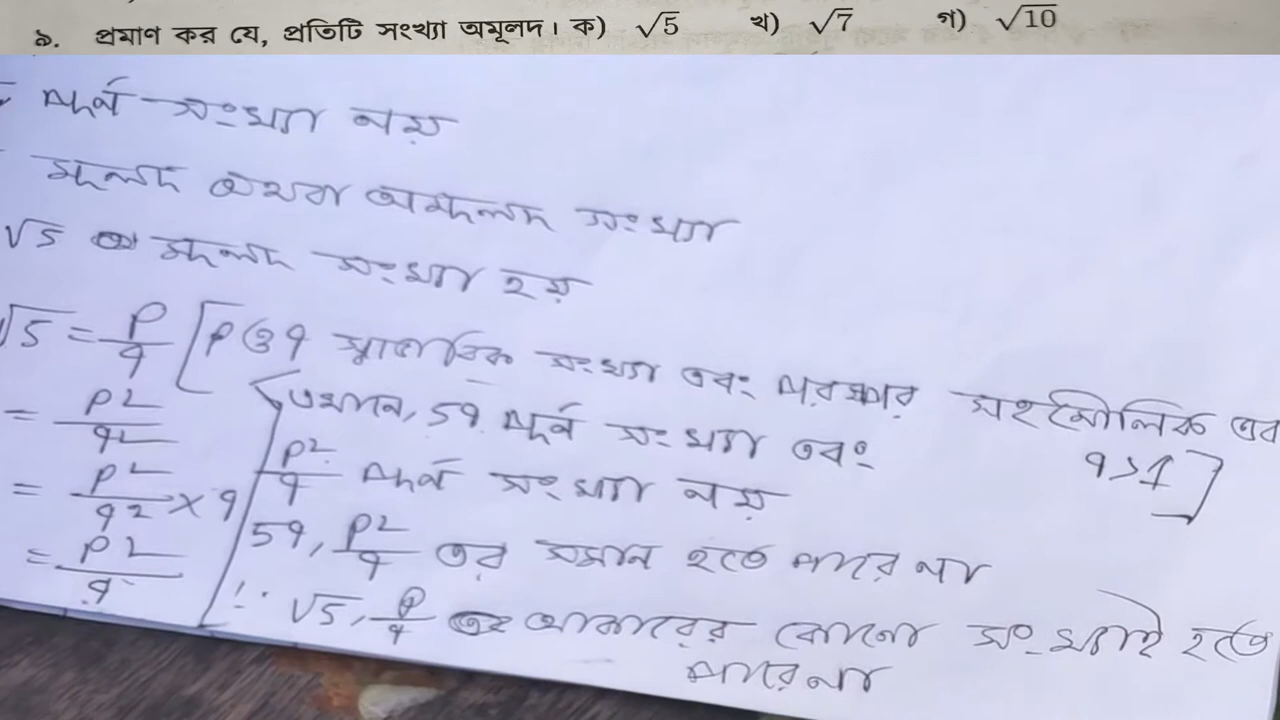 ৯. প্রমাণ কর যে, প্রতিটি সংখ্যা অমূলদ। ক) √5 খ) √7 গ) √10
পূর্ণ সংখ্যা নয়
মূলদ অথবা অমূলদ সংখ্যা
√5 মূলদ সংখ্যা হয়
√5 = p/q [p ও q স্বাভাবিক সংখ্যা এবং পরস্পর সহমৌলিক এবং
q>1]
= p²/q²
এখানে, 5q পূর্ণ সংখ্যা এবং
= p²/q² × q
p²/q পূর্ণ সংখ্যা নয়
= p²/q
5q, p²/q এর সমান হতে পারে না
∵ √5, p/q আকারের কোনো সংখ্যাই হতে
পারে না